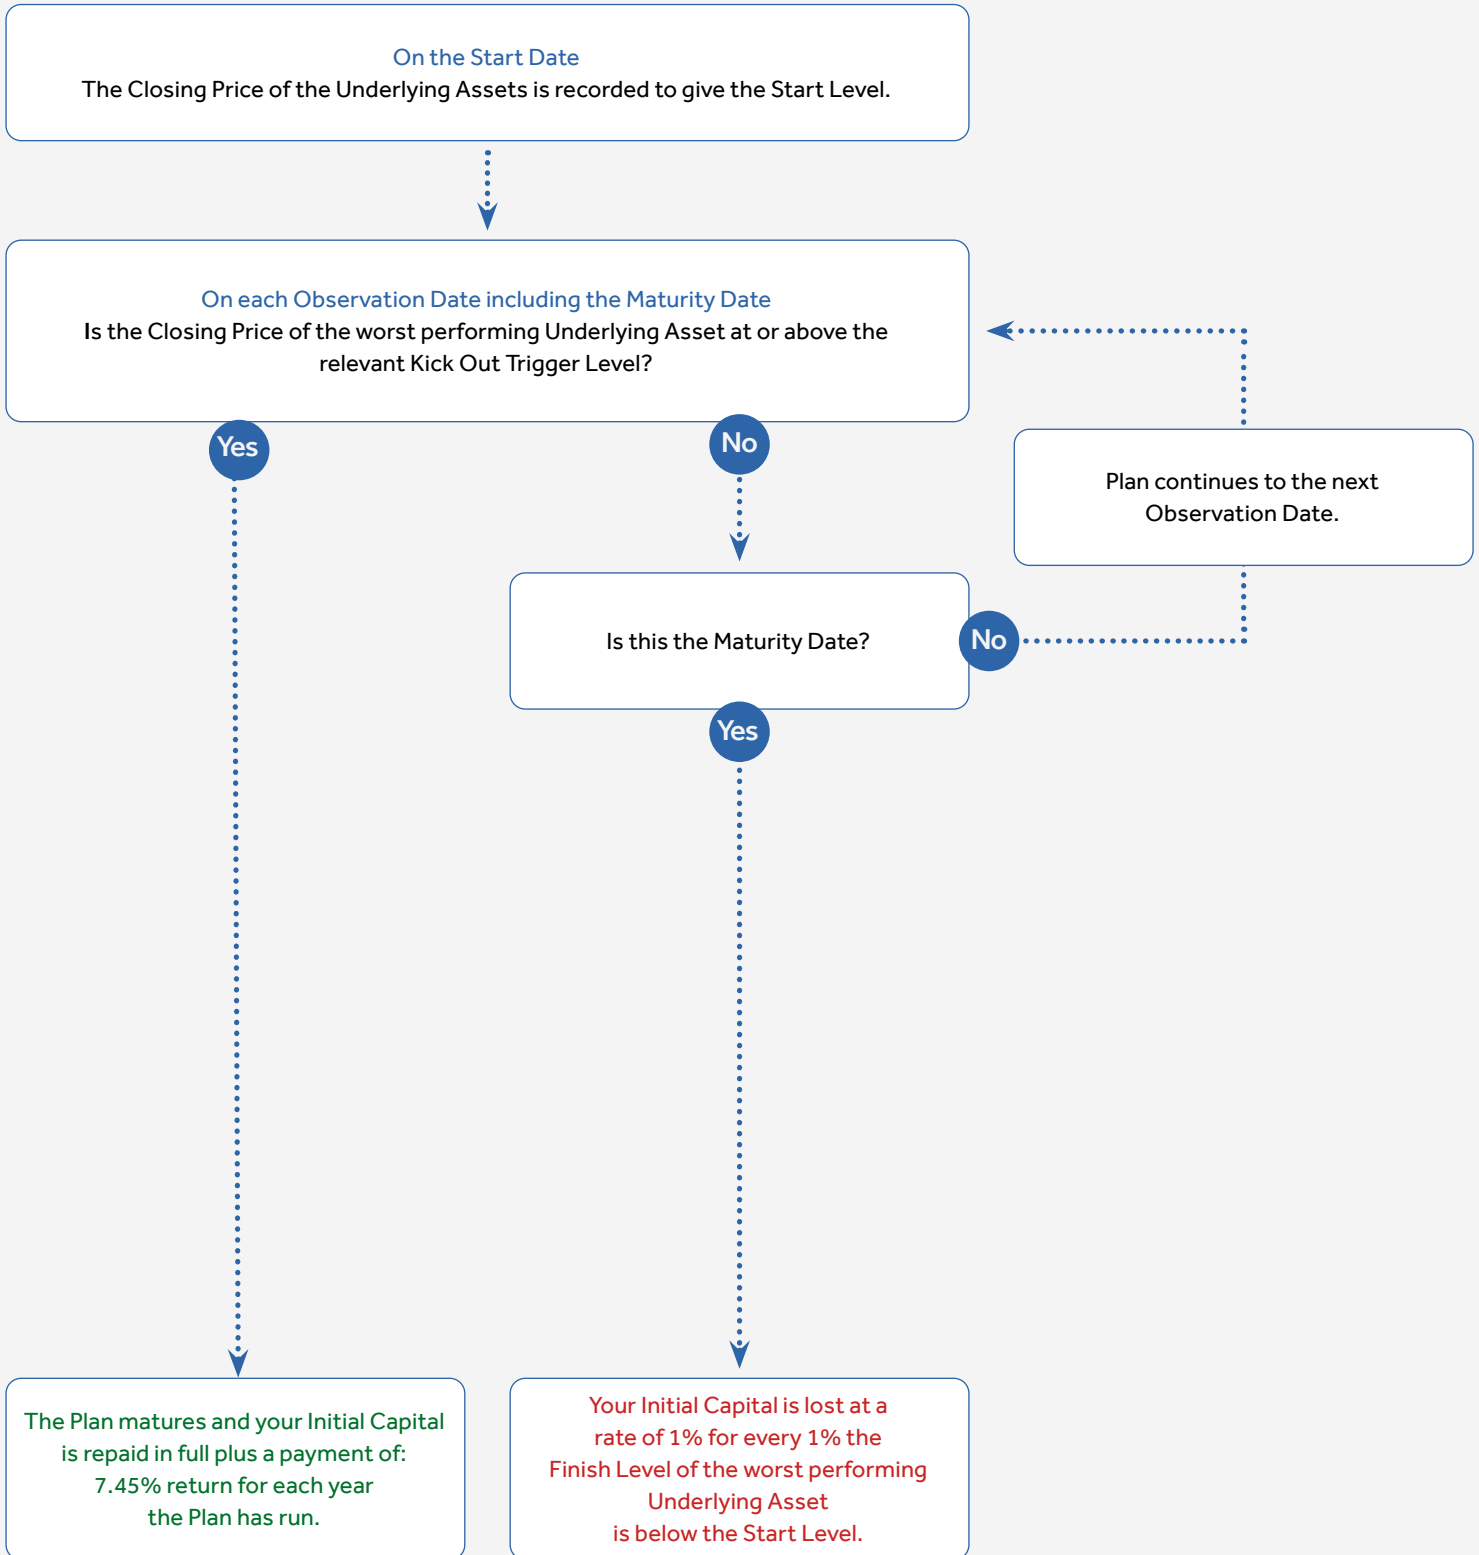 On the Start Date
The Closing Price of the Underlying Assets is recorded to give the Start Level.
On each Observation Date including the Maturity Date
Is the Closing Price of the worst performing Underlying Asset at or above the
relevant Kick Out Trigger Level?
Yes
No
Plan continues to the next
Observation Date.
Is this the Maturity Date?
No
Yes
The Plan matures and your Initial Capital
is repaid in full plus a payment of:
7.45% return for each year
the Plan has run.
Your Initial Capital is lost at a
rate of 1% for every 1% the
Finish Level of the worst performing
Underlying Asset
is below the Start Level.